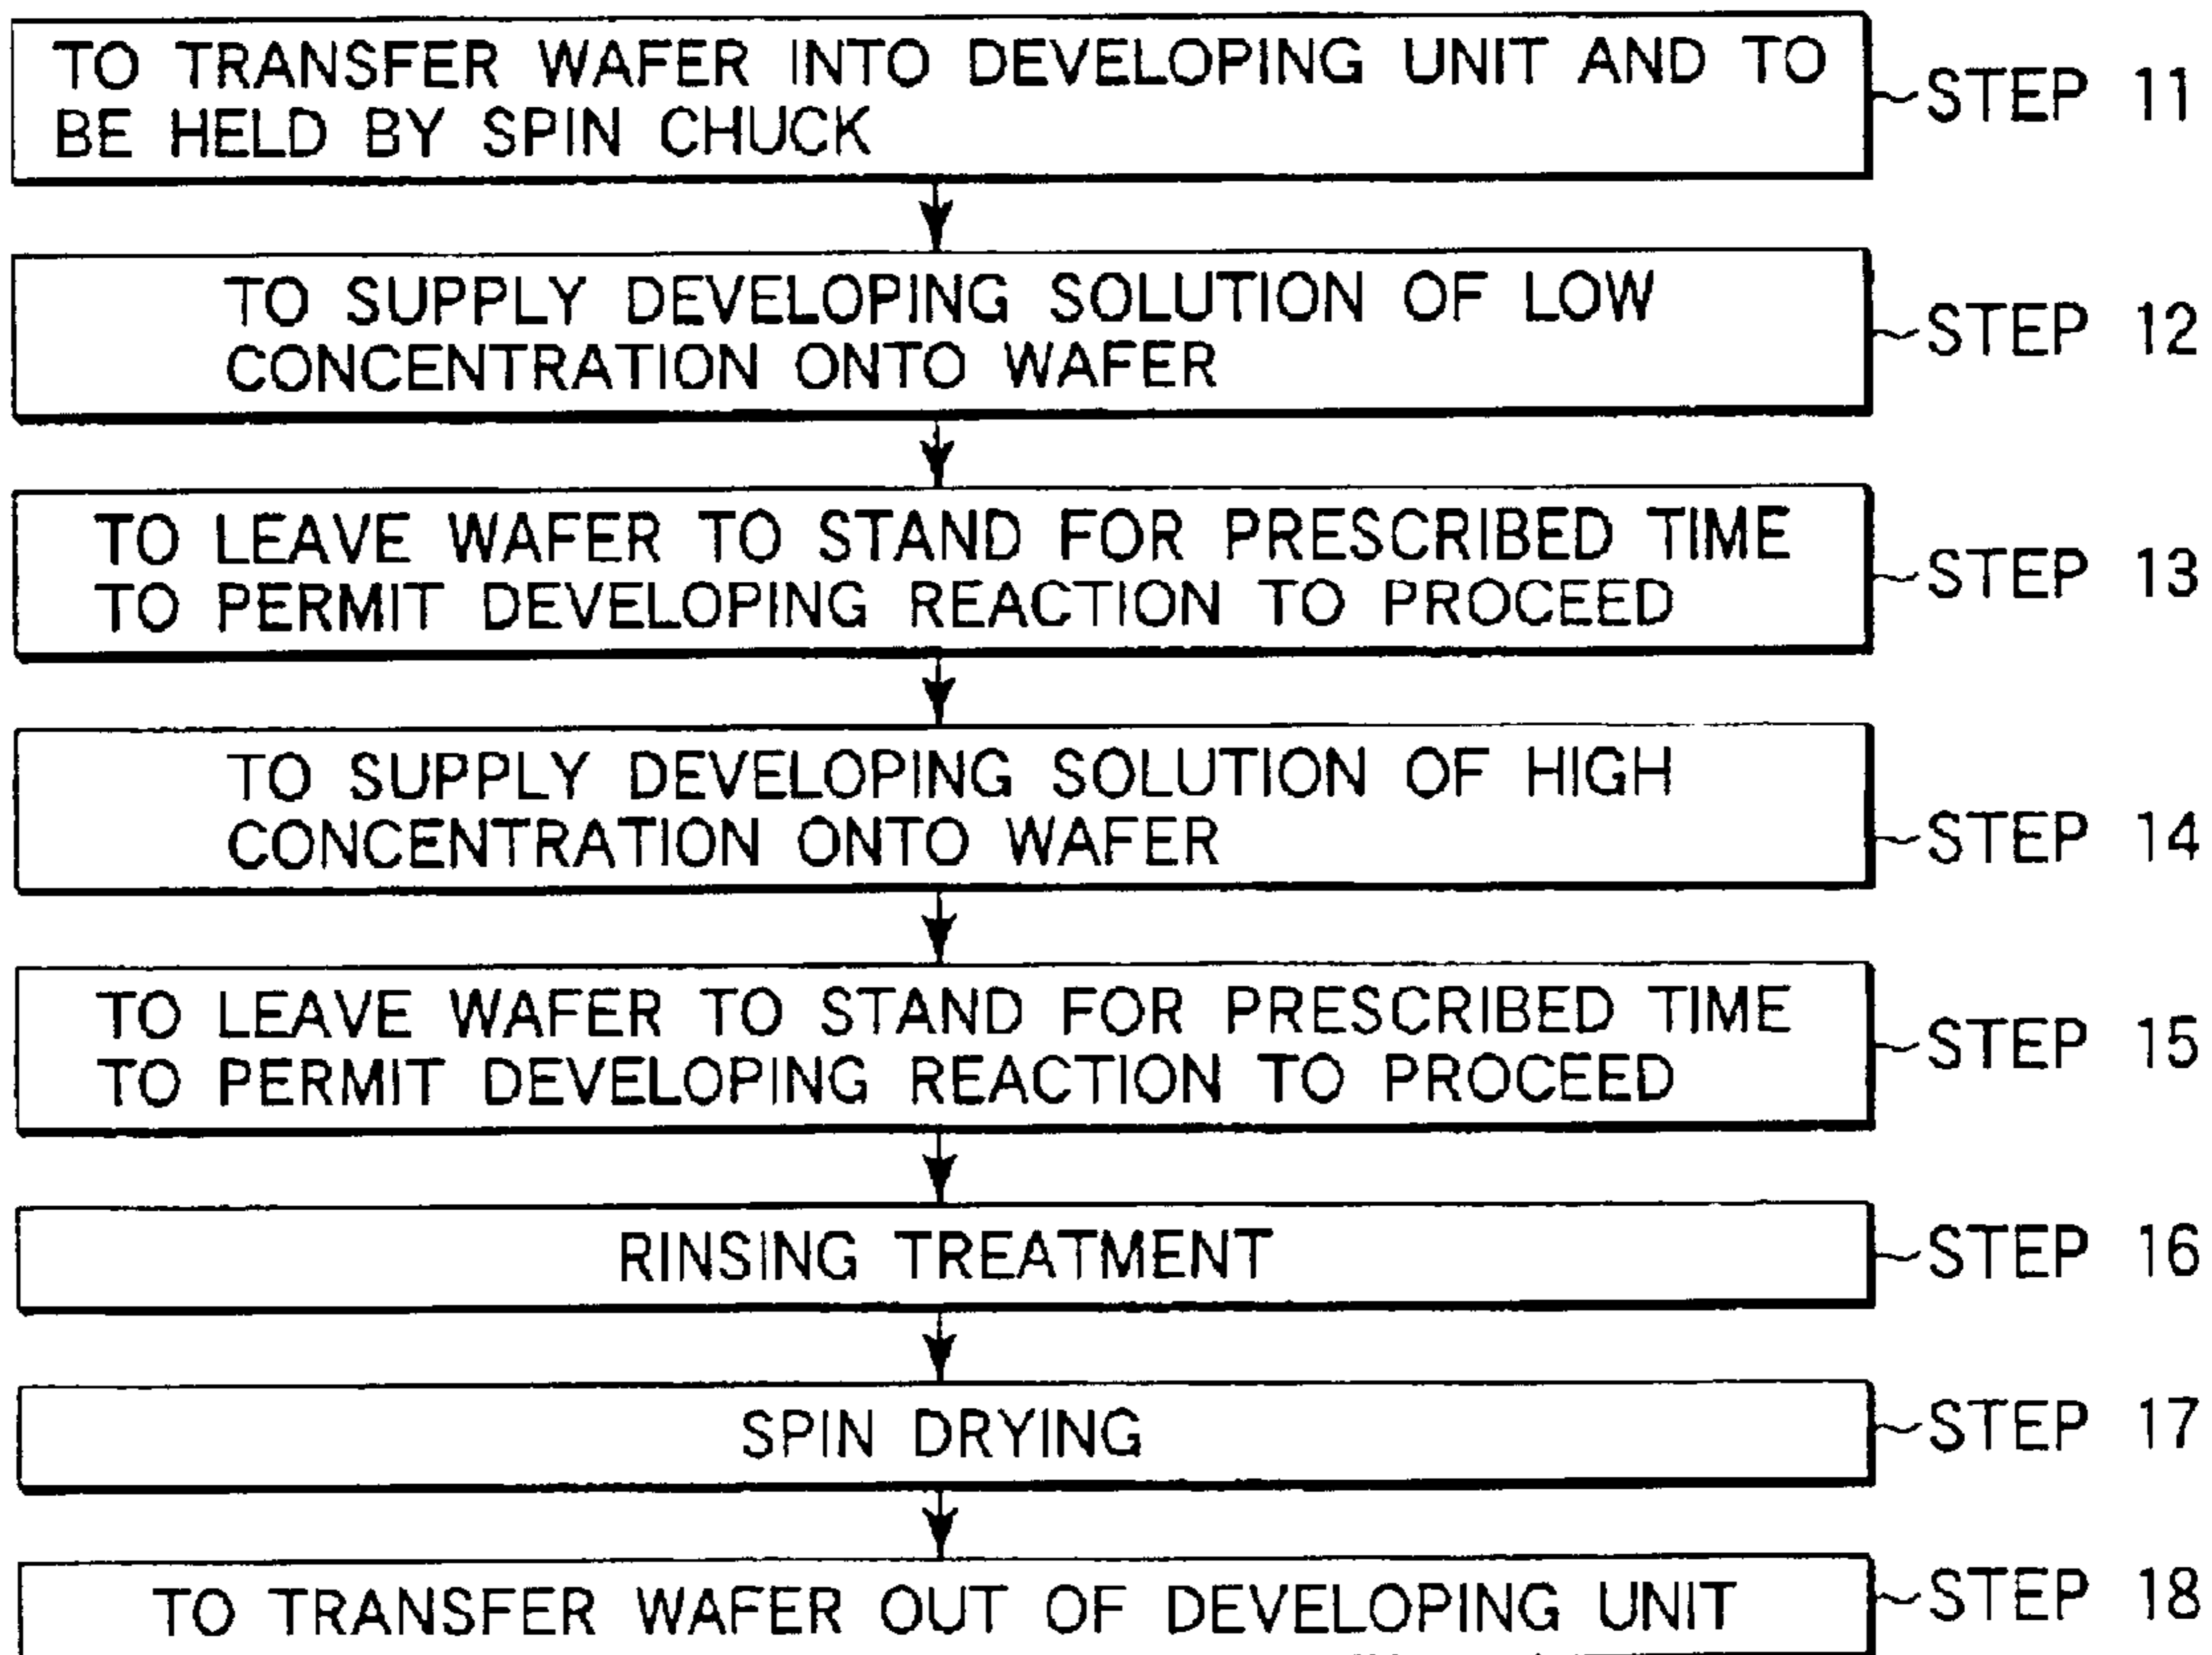 TO TRANSFER WAFER INTO DEVELOPING UNIT AND TO
BE HELD BY SPIN CHUCK
STEP 11
TO SUPPLY DEVELOPING SOLUTION OF LOW
CONCENTRATION ONTO WAFER
STEP 12
TO LEAVE WAFER TO STAND FOR PRESCRIBED TIME
TO PERMIT DEVELOPING REACTION TO PROCEED
STEP 13
TO SUPPLY DEVELOPING SOLUTION OF HIGH
CONCENTRATION ONTO WAFER
STEP 14
TO LEAVE WAFER TO STAND FOR PRESCRIBED TIME
TO PERMIT DEVELOPING REACTION TO PROCEED
STEP 15
RINSING TREATMENT
STEP 16
SPIN DRYING
STEP 17
TO TRANSFER WAFER OUT OF DEVELOPING UNIT
STEP 18